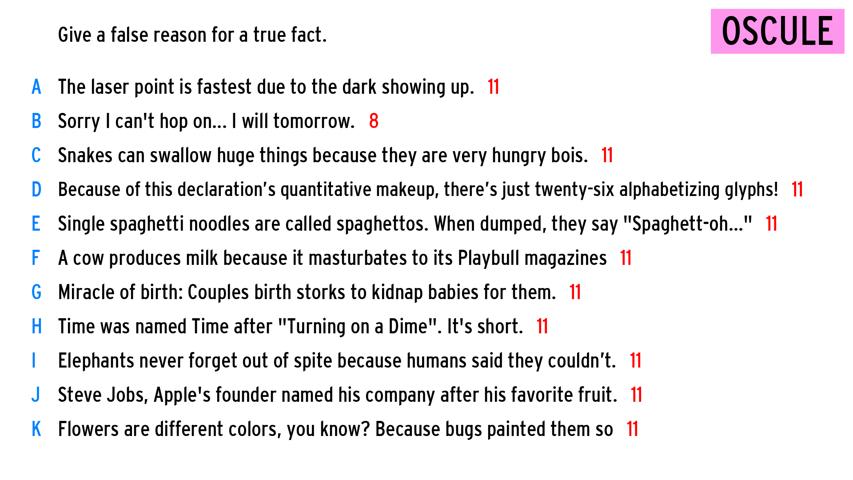 Give a false reason for a true fact.
OSCULE
A The laser point is fastest due to the dark showing up. 11
B Sorry I can't hop on... I will tomorrow. 8
C Snakes can swallow huge things because they are very hungry bois. 11
D Because of this declaration’s quantitative makeup, there’s just twenty-six alphabetizing glyphs! 11
E Single spaghetti noodles are called spaghettos. When dumped, they say "Spaghett-oh..." 11
F A cow produces milk because it masturbates to its Playbull magazines 11
G Miracle of birth: Couples birth storks to kidnap babies for them. 11
H Time was named Time after "Turning on a Dime". It's short. 11
I Elephants never forget out of spite because humans said they couldn’t. 11
J Steve Jobs, Apple's founder named his company after his favorite fruit. 11
K Flowers are different colors, you know? Because bugs painted them so 11